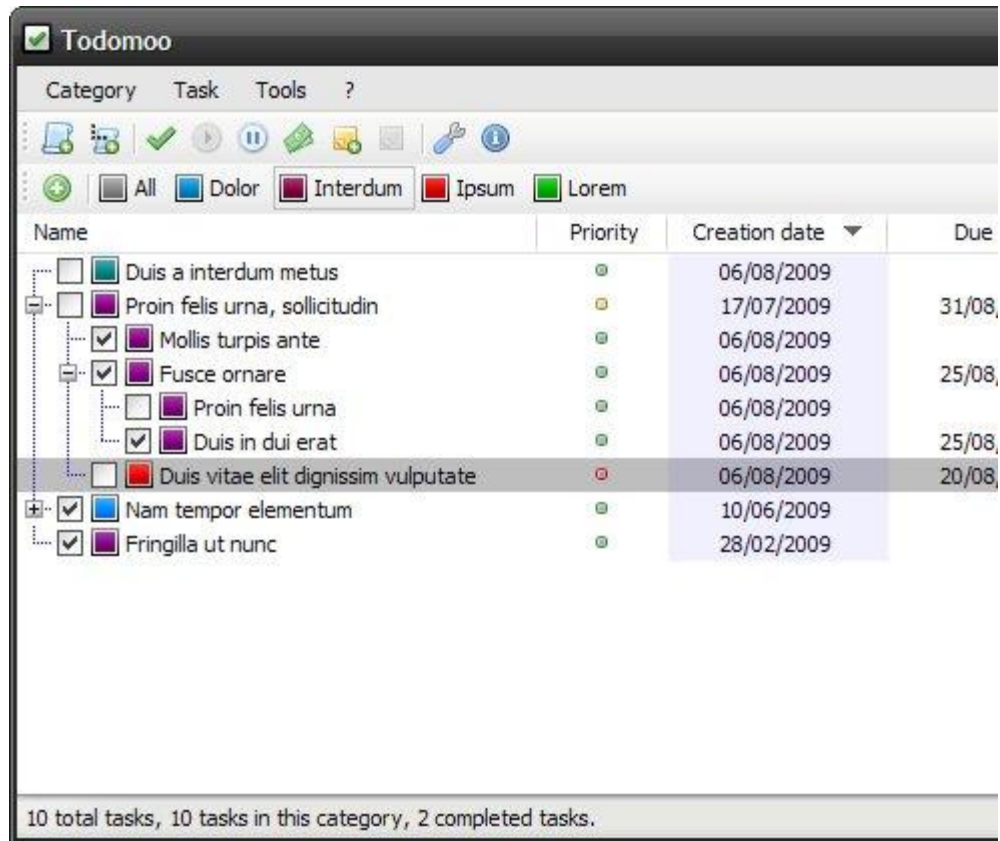 Todomoo
Category Task Tools ?
All Dolor Interdum Ipsum Lorem
Name Priority Creation date Due
Duis a interdum metus 06/08/2009
Proin felis urna, sollicitudin 17/07/2009 31/08/
Mollis turpis ante 06/08/2009
Fusce ornare 06/08/2009 25/08/
Proin felis urna 06/08/2009
Duis in dui erat 06/08/2009 25/08/
Duis vitae elit dignissim vulputate 06/08/2009 20/08/
Nam tempor elementum 10/06/2009
Fringilla ut nunc 28/02/2009
10 total tasks, 10 tasks in this category, 2 completed tasks.